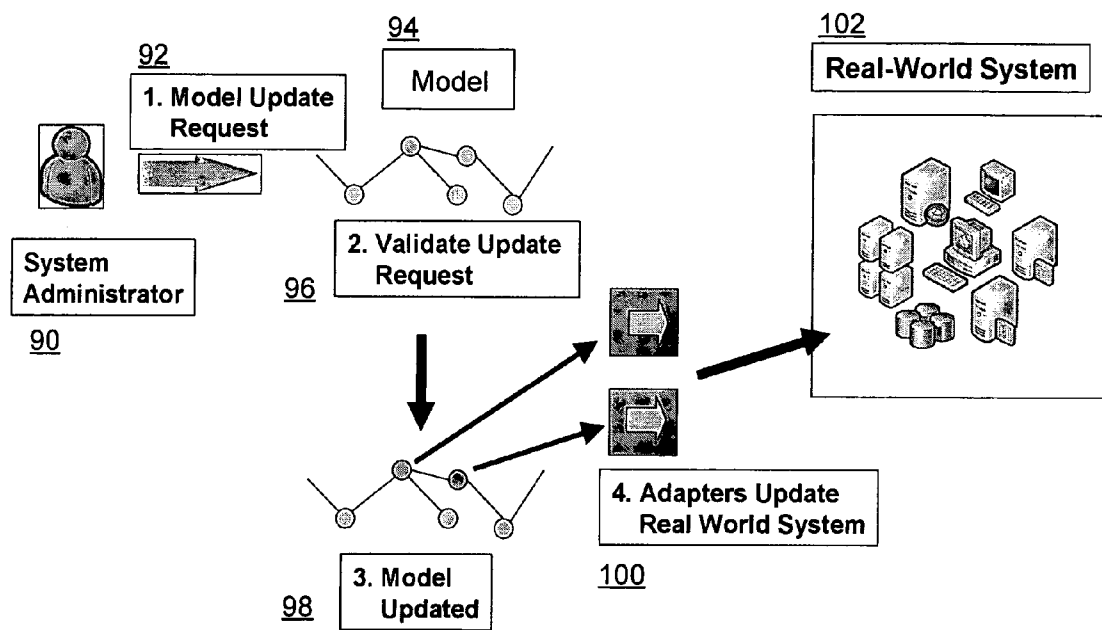 92
1. Model Update
Request
94
Model
102
Real-World System
System
Administrator
90
2. Validate Update
Request
96
3. Model
Updated
98
4. Adapters Update
Real World System
100